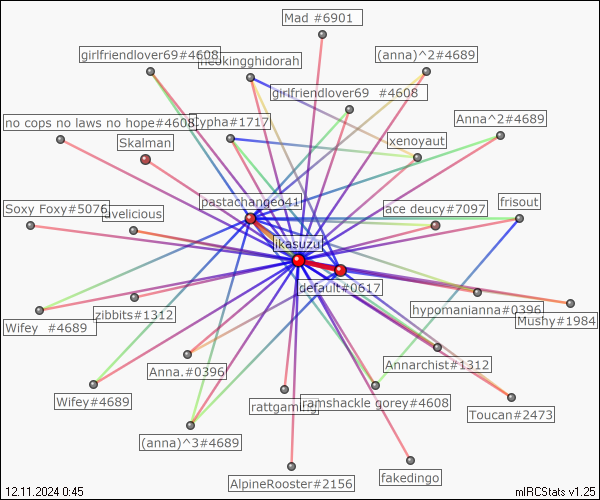 Mad #6901
girlfriendlover69#4608
neokingghidorah
(anna)^2#4689
girlfriendlover69 #4608
no cops no laws no hope#4608
Cypha#1717
Anna^2#4689
Skalman
xenoyaut
pastachangeo41
Soxy Foxy#5076
ace deucy#7097
frisout
ikasuzu
default#0617
zibbits#1312
hypomanianna#0396
Mushy#1984
Wifey #4689
Anna.#0396
Annarchist#1312
Wifey#4689
rattgaming
ramshackle gorey#4608
Toucan#2473
(anna)^3#4689
AlpineRooster#2156
fakedingo
12.11.2024 0:45
mIRCStats v1.25